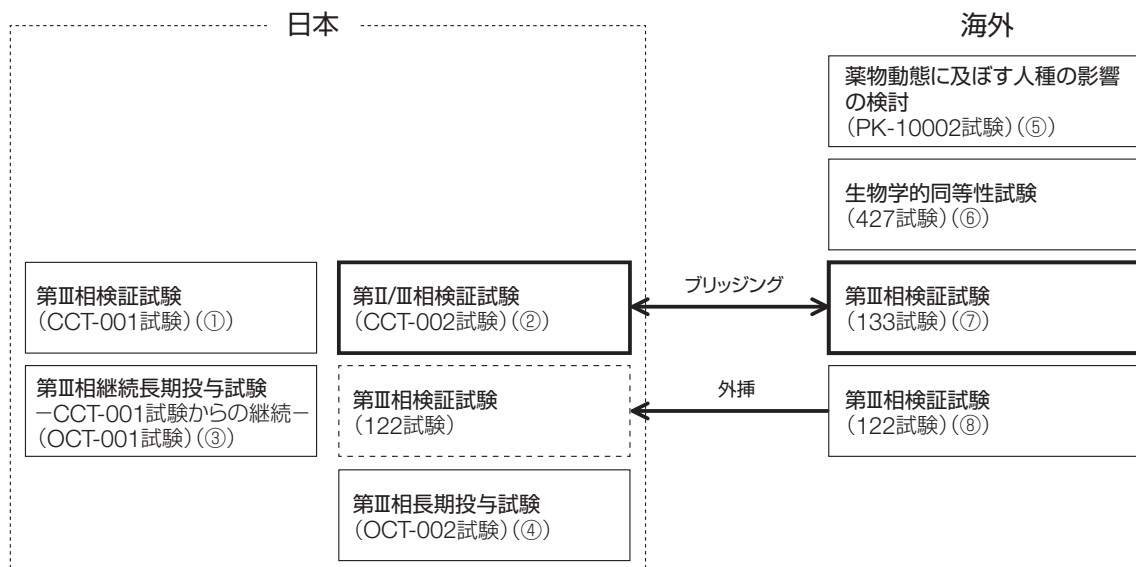 日本
海外
薬物動態に及ぼす人種の影響
の検討
(PK-10002試験)(⑤)
生物学的同等性試験
(427試験)(⑥)
第Ⅲ相検証試験
(CCT-001試験)(①)
第Ⅱ/Ⅲ相検証試験
(CCT-002試験)(②)
ブリッジング
第Ⅲ相検証試験
(133試験)(⑦)
第Ⅲ相継続長期投与試験
－CCT-001試験からの継続－
(OCT-001試験)(③)
第Ⅲ相検証試験
(122試験)
外挿
第Ⅲ相検証試験
(122試験)(⑧)
第Ⅲ相長期投与試験
(OCT-002試験)(④)